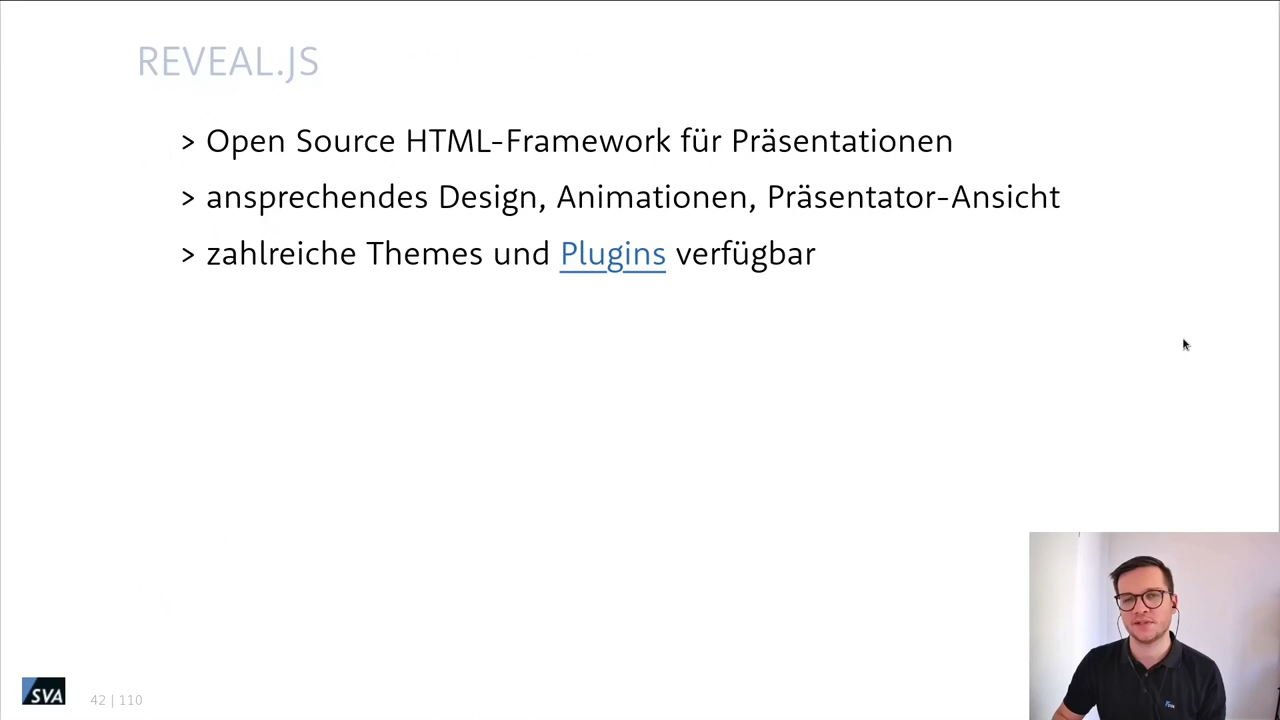 REVEAL.JS
> Open Source HTML-Framework für Präsentationen
> ansprechendes Design, Animationen, Präsentator-Ansicht
> zahlreiche Themes und Plugins verfügbar
SVA
42 | 110